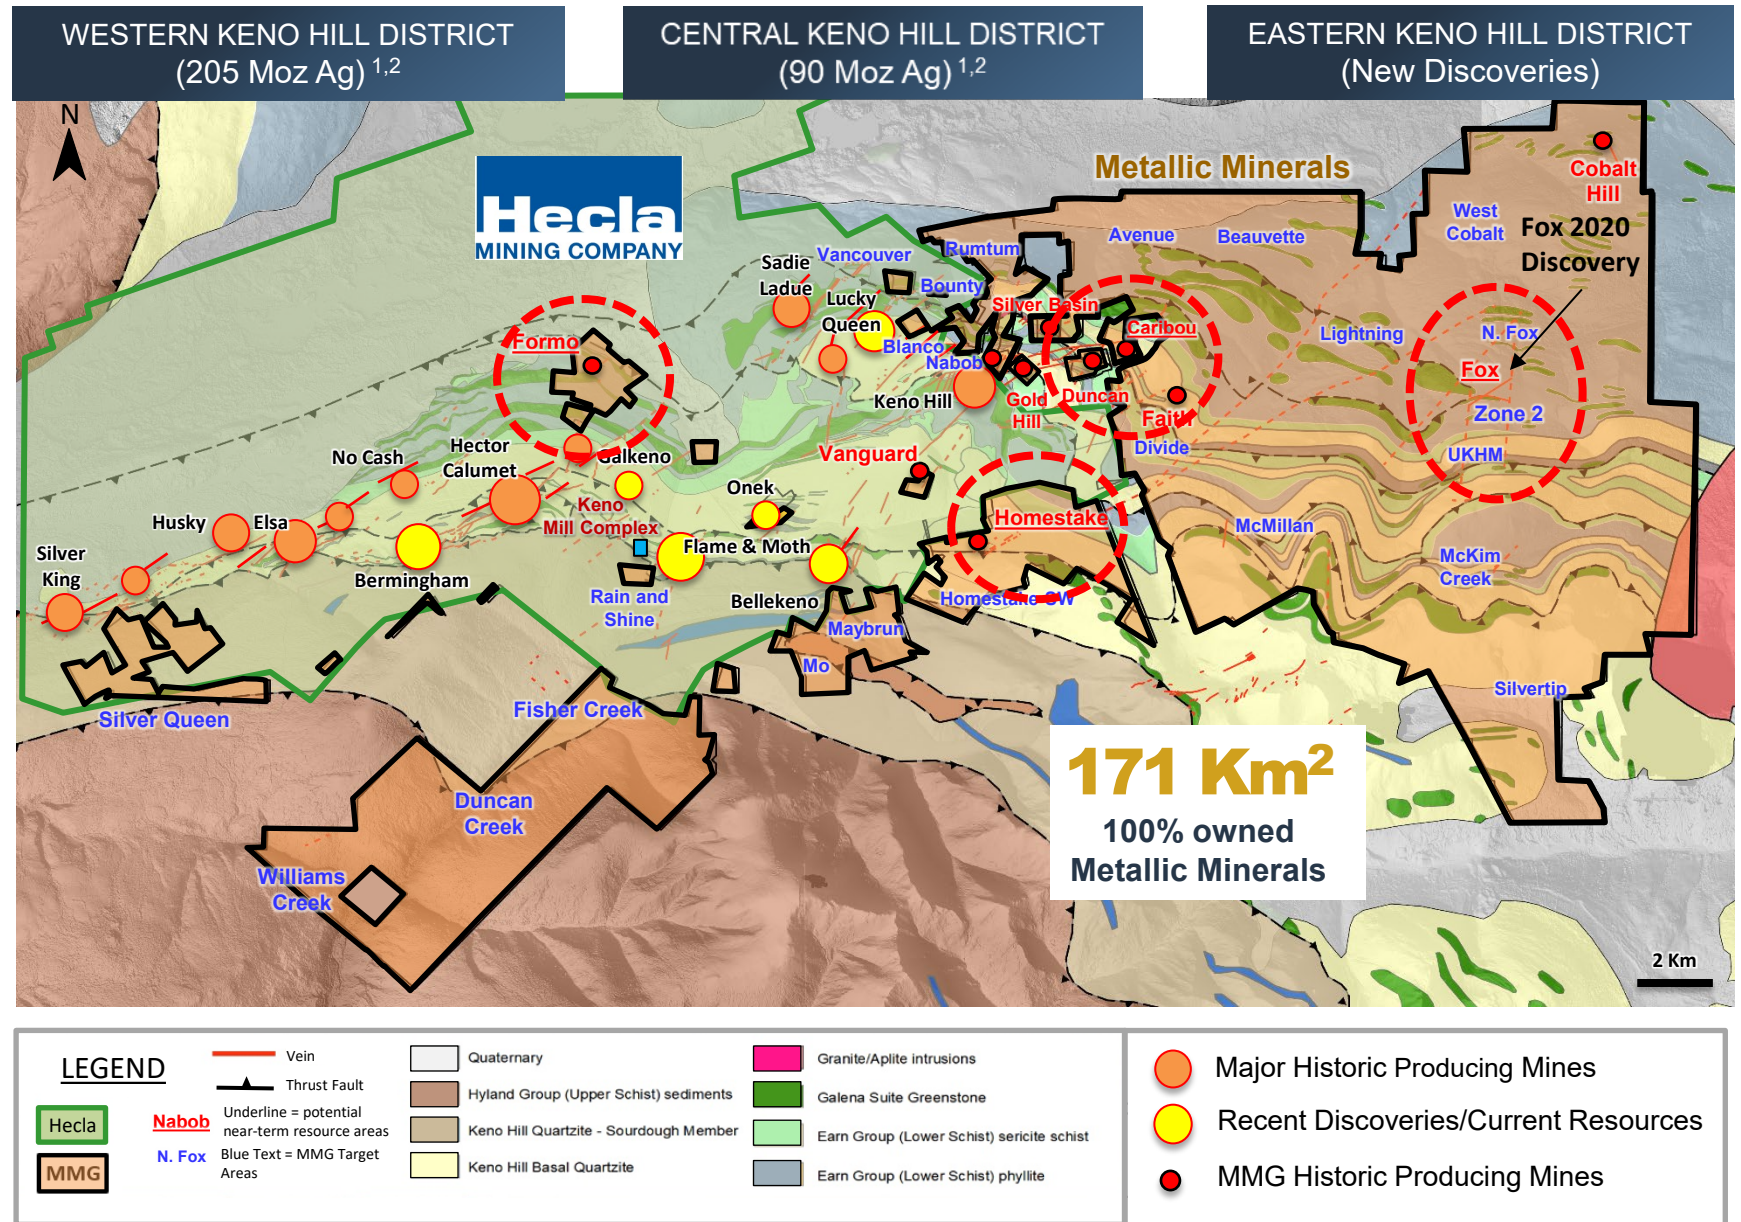 WESTERN KENO HILL DISTRICT
(205 Moz Ag) 1,2
CENTRAL KENO HILL DISTRICT
(90 Moz Ag) 1,2
EASTERN KENO HILL DISTRICT
(New Discoveries)
N
Hecla
MINING COMPANY
Metallic Minerals
Cobalt
Hill
West
Cobalt
Fox 2020
Discovery
Avenue
Beauvette
Rumtum
Vancouver
Sadie
Ladue
Bounty
Lucky
Queen
Silver Basin
Caribou
Lightning
N. Fox
Formo
Blanco
Nabob
Fox
Keno Hill
Gold
Hill
Duncan
Faith
Zone 2
Divide
UKHM
Hector
Calumet
No Cash
Galkeno
Vanguard
Onek
Keno
Mill Complex
Homestake
McMillan
Husky
Elsa
Flame & Moth
McKim
Creek
Silver
King
Bermingham
Rain and
Shine
Bellekeno
Homestake SW
Maybrun
Mo
Silvertip
Silver Queen
Fisher Creek
171 Km2
100% owned
Metallic Minerals
Duncan
Creek
Williams
Creek
2 Km
LEGEND
Hecla
MMG
Vein
Thrust Fault
Nabob
Underline = potential
near-term resource areas
N. Fox
Blue Text = MMG Target
Areas
Quaternary
Hyland Group (Upper Schist) sediments
Keno Hill Quartzite - Sourdough Member
Keno Hill Basal Quartzite
Granite/Aplite intrusions
Galena Suite Greenstone
Earn Group (Lower Schist) sericite schist
Earn Group (Lower Schist) phyllite
Major Historic Producing Mines
Recent Discoveries/Current Resources
MMG Historic Producing Mines